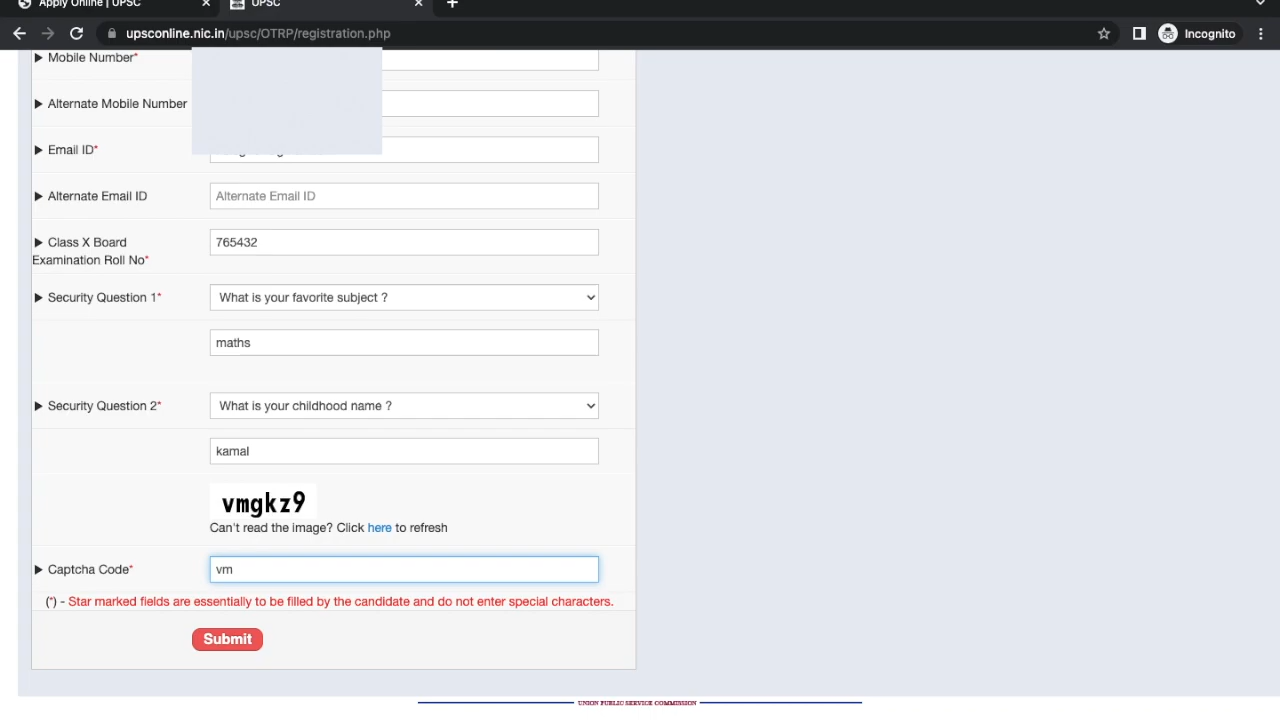 Apply Online | UPSC
UPSC
upsconline.nic.in/upsc/OTRP/registration.php
Incognito
Mobile Number*
Alternate Mobile Number
Email ID*
Alternate Email ID
Alternate Email ID
Class X Board
Examination Roll No*
765432
Security Question 1*
What is your favorite subject ?
maths
Security Question 2*
What is your childhood name ?
kamal
vmgkz9
Can't read the image? Click here to refresh
Captcha Code*
vm
(*) - Star marked fields are essentially to be filled by the candidate and do not enter special characters.
Submit
UNION PUBLIC SERVICE COMMISSION